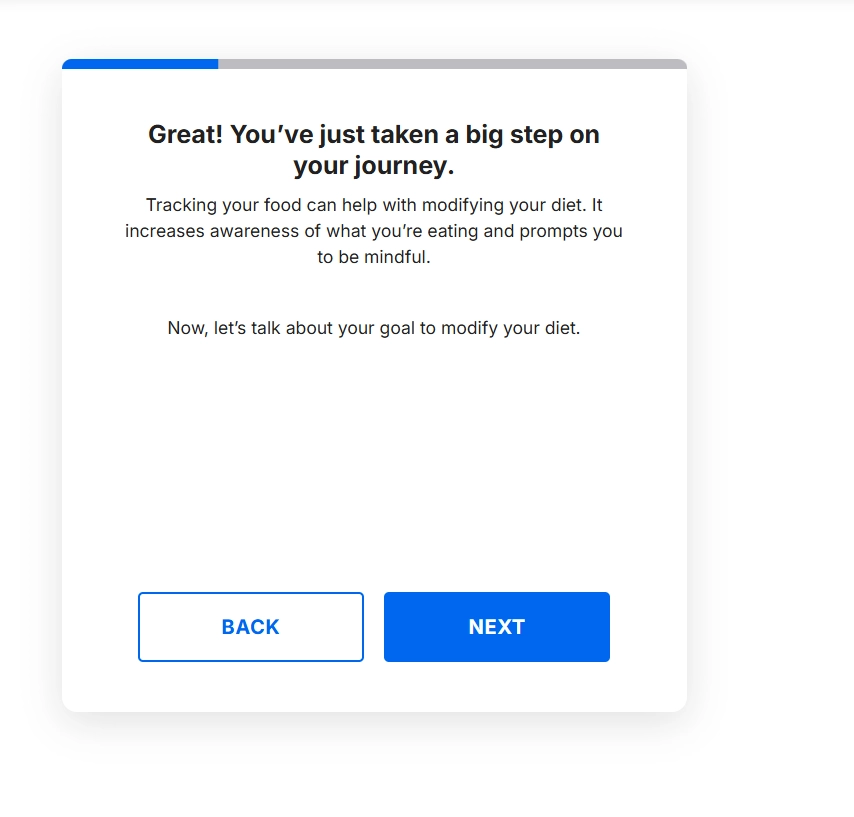 Great! You’ve just taken a big step on
your journey.
Tracking your food can help with modifying your diet. It
increases awareness of what you’re eating and prompts you
to be mindful.
Now, let’s talk about your goal to modify your diet.
BACK
NEXT